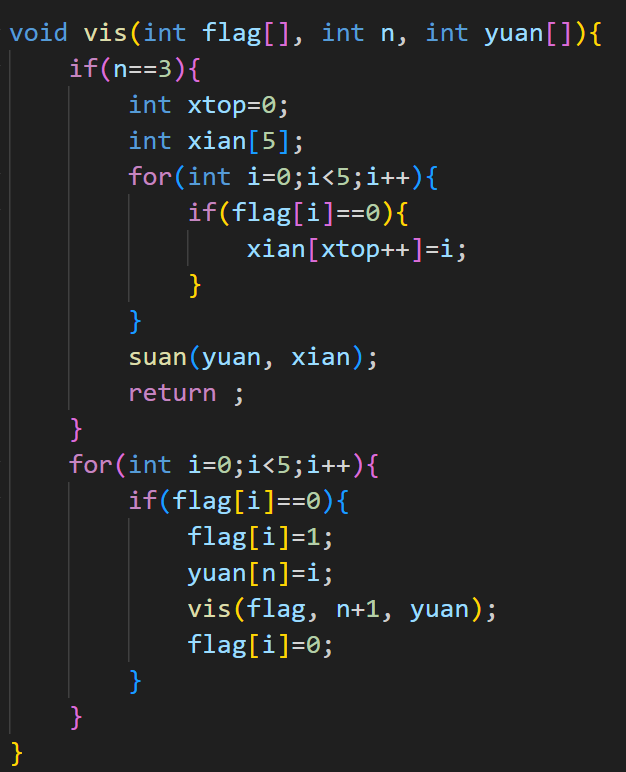 void vis(int flag[], int n, int yuan[]){
    if(n==3){
        int xtop=0;
        int xian[5];
        for(int i=0;i<5;i++){
            if(flag[i]==0){
                xian[xtop++]=i;
            }
        }
        suan(yuan, xian);
        return ;
    }
    for(int i=0;i<5;i++){
        if(flag[i]==0){
            flag[i]=1;
            yuan[n]=i;
            vis(flag, n+1, yuan);
            flag[i]=0;
        }
    }
}